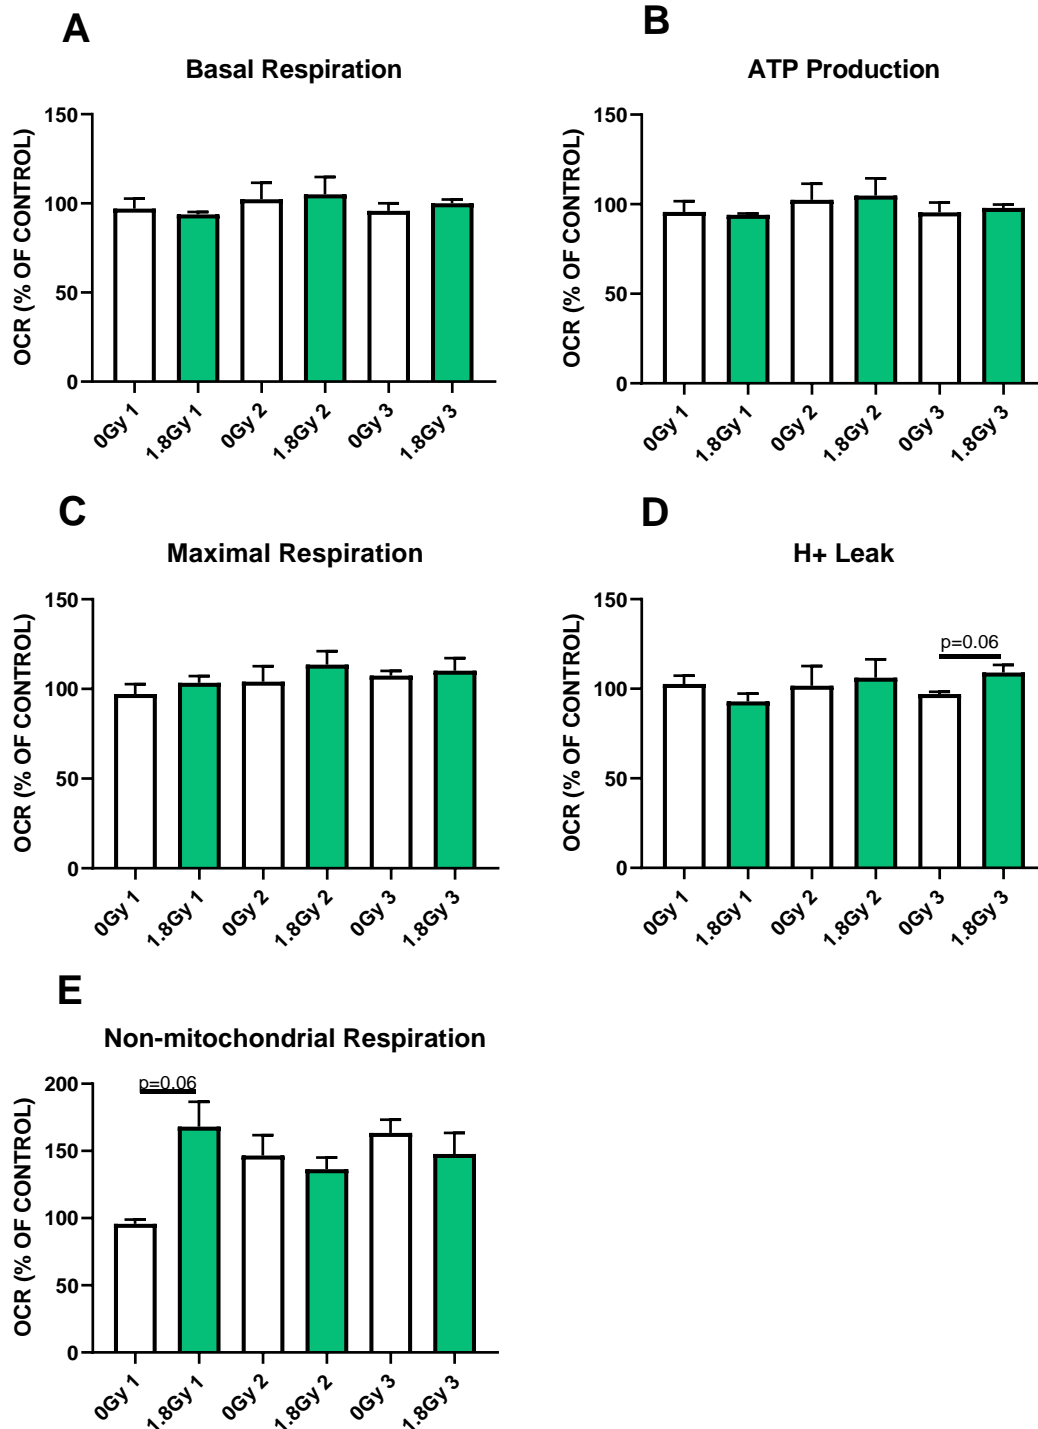 A
Basal Respiration
OCR (% OF CONTROL)
150
100
50
0
0Gy 1
1.8Gy 1
0Gy 2
1.8Gy 2
0Gy 3
1.8Gy 3
B
ATP Production
OCR (% OF CONTROL)
150
100
50
0
0Gy 1
1.8Gy 1
0Gy 2
1.8Gy 2
0Gy 3
1.8Gy 3
C
Maximal Respiration
OCR (% OF CONTROL)
150
100
50
0
0Gy 1
1.8Gy 1
0Gy 2
1.8Gy 2
0Gy 3
1.8Gy 3
D
H+ Leak
OCR (% OF CONTROL)
150
100
50
0
p=0.06
0Gy 1
1.8Gy 1
0Gy 2
1.8Gy 2
0Gy 3
1.8Gy 3
E
Non-mitochondrial Respiration
OCR (% OF CONTROL)
200
150
100
50
0
p=0.06
0Gy 1
1.8Gy 1
0Gy 2
1.8Gy 2
0Gy 3
1.8Gy 3